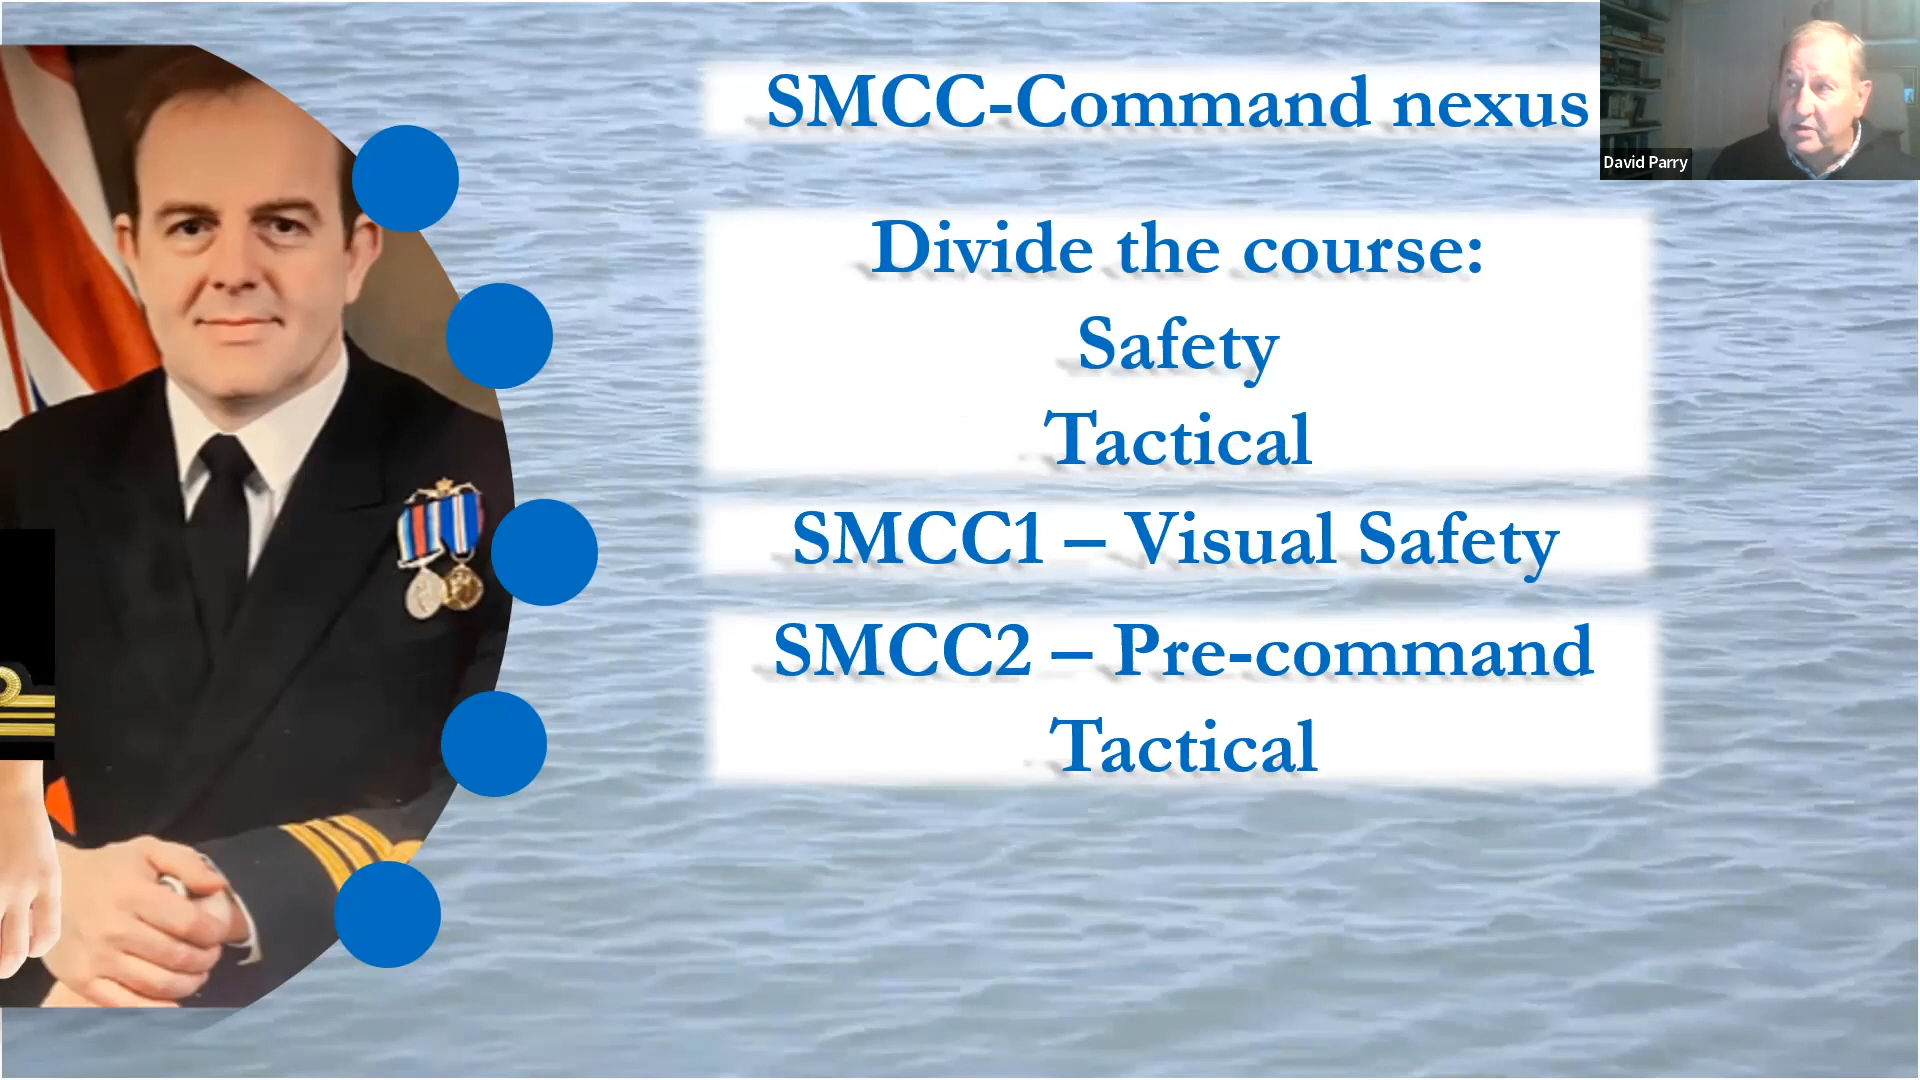 SMCC-Command nexus
David Parry
Divide the course:
Safety
Tactical
SMCC1 – Visual Safety
SMCC2 – Pre-command
Tactical